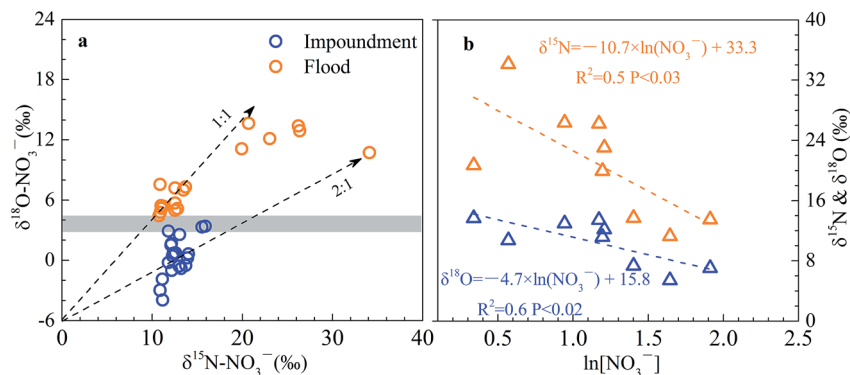 a
Impoundment
Flood
1:1
2:1
24
18
12
6
0
-6
0
10
20
30
40
δ¹⁸O-NO₃⁻(‰)
δ¹⁵N-NO₃⁻(‰)
b
δ¹⁵N=−10.7×ln(NO₃⁻) + 33.3
R²=0.5 P<0.03
δ¹⁸O=−4.7×ln(NO₃⁻) + 15.8
R²=0.6 P<0.02
40
32
24
16
8
0
0.5
1.0
1.5
2.0
2.5
ln[NO₃⁻]
δ¹⁵N & δ¹⁸O (‰)